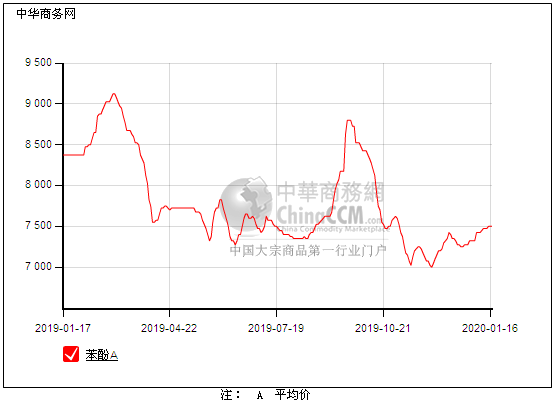 中华商务网
9 500
9 000
8 500
8 000
7 500
7 000
中華商務網
ChinaCCM.com
China Commodity Marketplace
中国大宗商品第一行业门户
2019-01-17 2019-04-22 2019-07-19 2019-10-21 2020-01-16
苯酚A
注： A 平均价